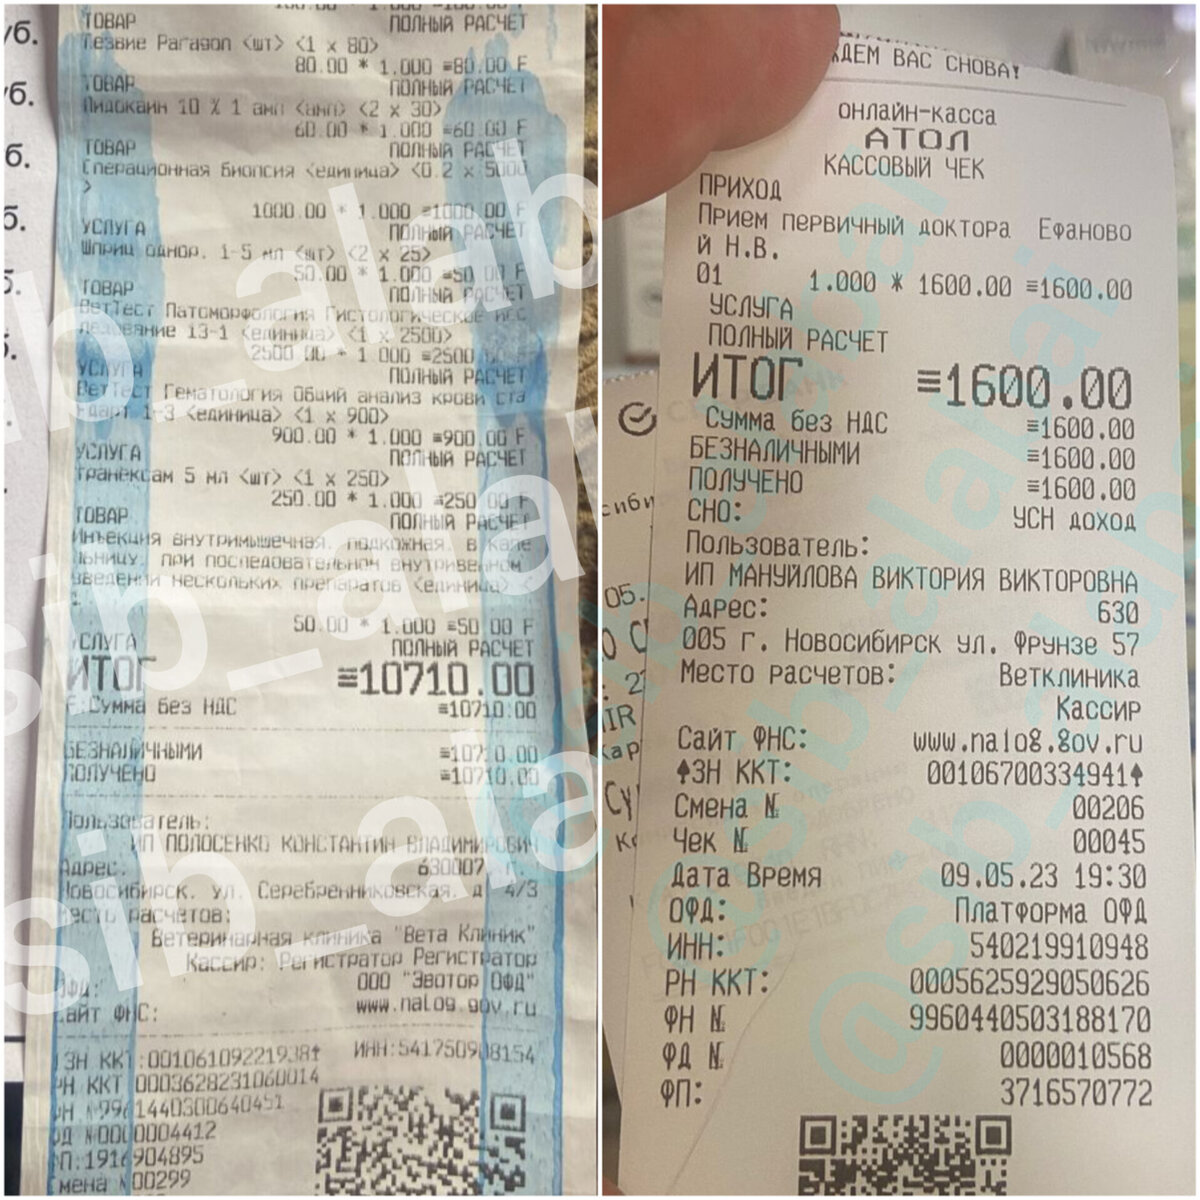 уб.
уб.
б.
б.
ТОВАР
ПОЛНЫЙ РАСЧЕТ
Лезвие Paragon <шт> <1 x 80>
80.00 * 1.000 ≡80.00 F
ТОВАР
ПОЛНЫЙ РАСЧЕТ
Лидокаин 10 % 1 амп <амп> <2 x 30>
60.00 * 1.000 ≡60.00 F
ТОВАР
ПОЛНЫЙ РАСЧЕТ
Операционная Биопсия <единица> <0.2 x 5000
>
1000.00 * 1.000 ≡1000.00 F
УСЛУГА
ПОЛНЫЙ РАСЧЕТ
Шприц однор. 1-5 мл <шт> <2 x 25>
50.00 * 1.000 ≡50.00 F
ТОВАР
ПОЛНЫЙ РАСЧЕТ
ВетТест Патоморфология Гистологическое исс
ледование 13-1 <единица> <1 x 2500>
2500.00 * 1.000 ≡2500.00 F
УСЛУГА
ПОЛНЫЙ РАСЧЕТ
ВетТест Гематология Общий анализ крови ста
ндарт 1-3 <единица> <1 x 900>
900.00 * 1.000 ≡900.00 F
УСЛУГА
ПОЛНЫЙ РАСЧЕТ
Транексам 5 мл <шт> <1 x 250>
250.00 * 1.000 ≡250.00 F
ТОВАР
ПОЛНЫЙ РАСЧЕТ
Инъекция внутримышечная, подкожная, в капе
льницу, при последовательном внутривенном
введении нескольких препаратов <единица> <
50.00 * 1.000 ≡50.00 F
УСЛУГА
ПОЛНЫЙ РАСЧЕТ
ИТОГ ≡10710.00
F:Сумма без НДС ≡10710.00
БЕЗНАЛИЧНЫМИ ≡10710.00
ПОЛУЧЕНО ≡10710.00
Пользователь:
ИП ПОЛОСЕНКО КОНСТАНТИН ВЛАДИМИРОВИЧ
Адрес: 630007, г.
Новосибирск, ул. Серебренниковская, д. 4/3
Место расчетов:
Ветеринарная клиника "Вета Клиник"
Кассир: Регистратор Регистратор
ОФД: ООО "Эвотор ОФД"
Сайт ФНС: www.nalog.gov.ru
ЗН ККТ:00106109221938↑ ИНН:541750908154
РН ККТ 0003628231060014
ФН №9961440300640451
ФД №0000004412
ФП:1916904895
Смена №00299
sib_alabai
ЖДЕМ ВАС СНОВА!
ОНЛАЙН-КАССА
АТОЛ
КАССОВЫЙ ЧЕК
ПРИХОД
Прием первичный доктора Ефаново
й Н.В.
01 1.000 * 1600.00 ≡1600.00
УСЛУГА
ПОЛНЫЙ РАСЧЕТ
ИТОГ ≡1600.00
Сумма без НДС ≡1600.00
БЕЗНАЛИЧНЫМИ ≡1600.00
ПОЛУЧЕНО ≡1600.00
СНО: УСН доход
Пользователь:
ИП МАНУЙЛОВА ВИКТОРИЯ ВИКТОРОВНА
Адрес: 630
005 г. Новосибирск ул. Фрунзе 57
Место расчетов: Ветклиника
Кассир
Сайт ФНС: www.nalog.gov.ru
↑ЗН ККТ: 00106700334941↑
Смена № 00206
Чек № 00045
Дата Время 09.05.23 19:30
ОФД: Платформа ОФД
ИНН: 540219910948
РН ККТ: 0005625929050626
ФН № 9960440503188170
ФД № 0000010568
ФП: 3716570772
@sib_alabai